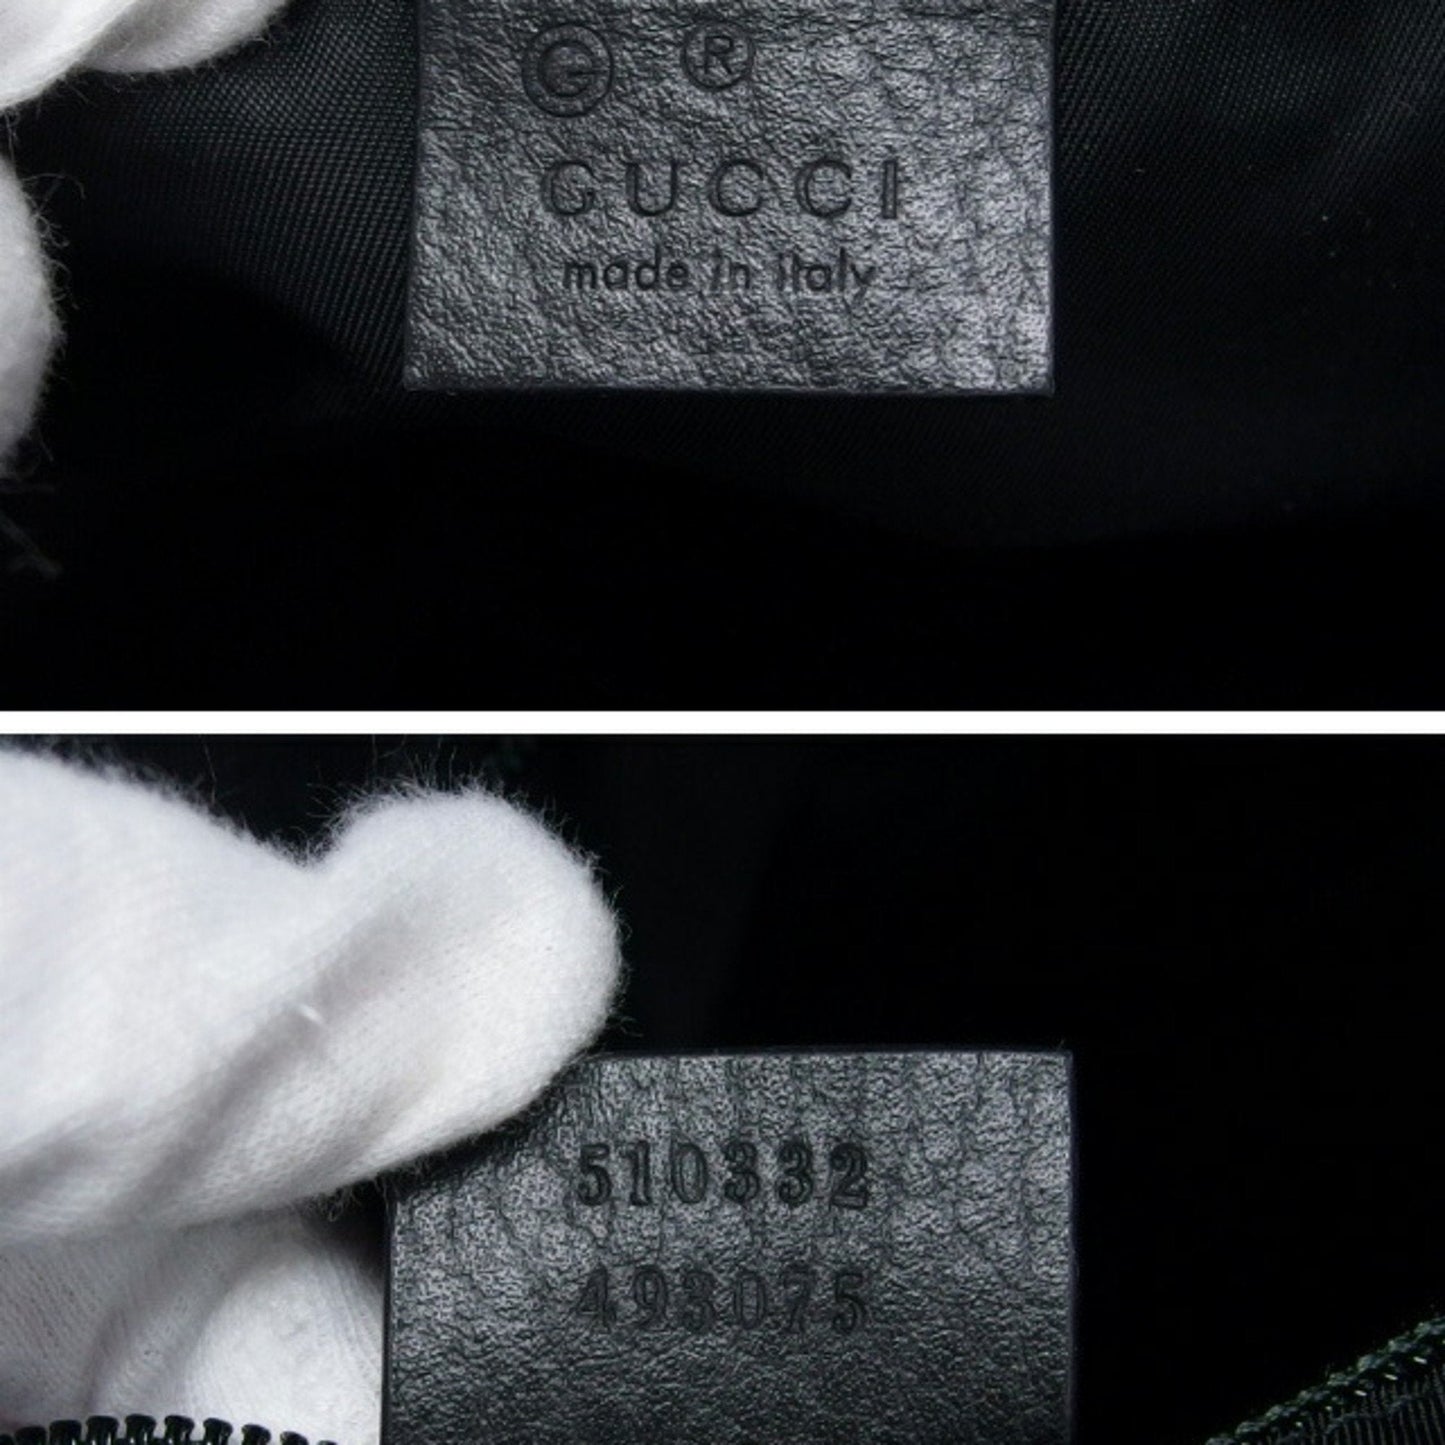 G ®
GUCCI
made in italy
510332
493075